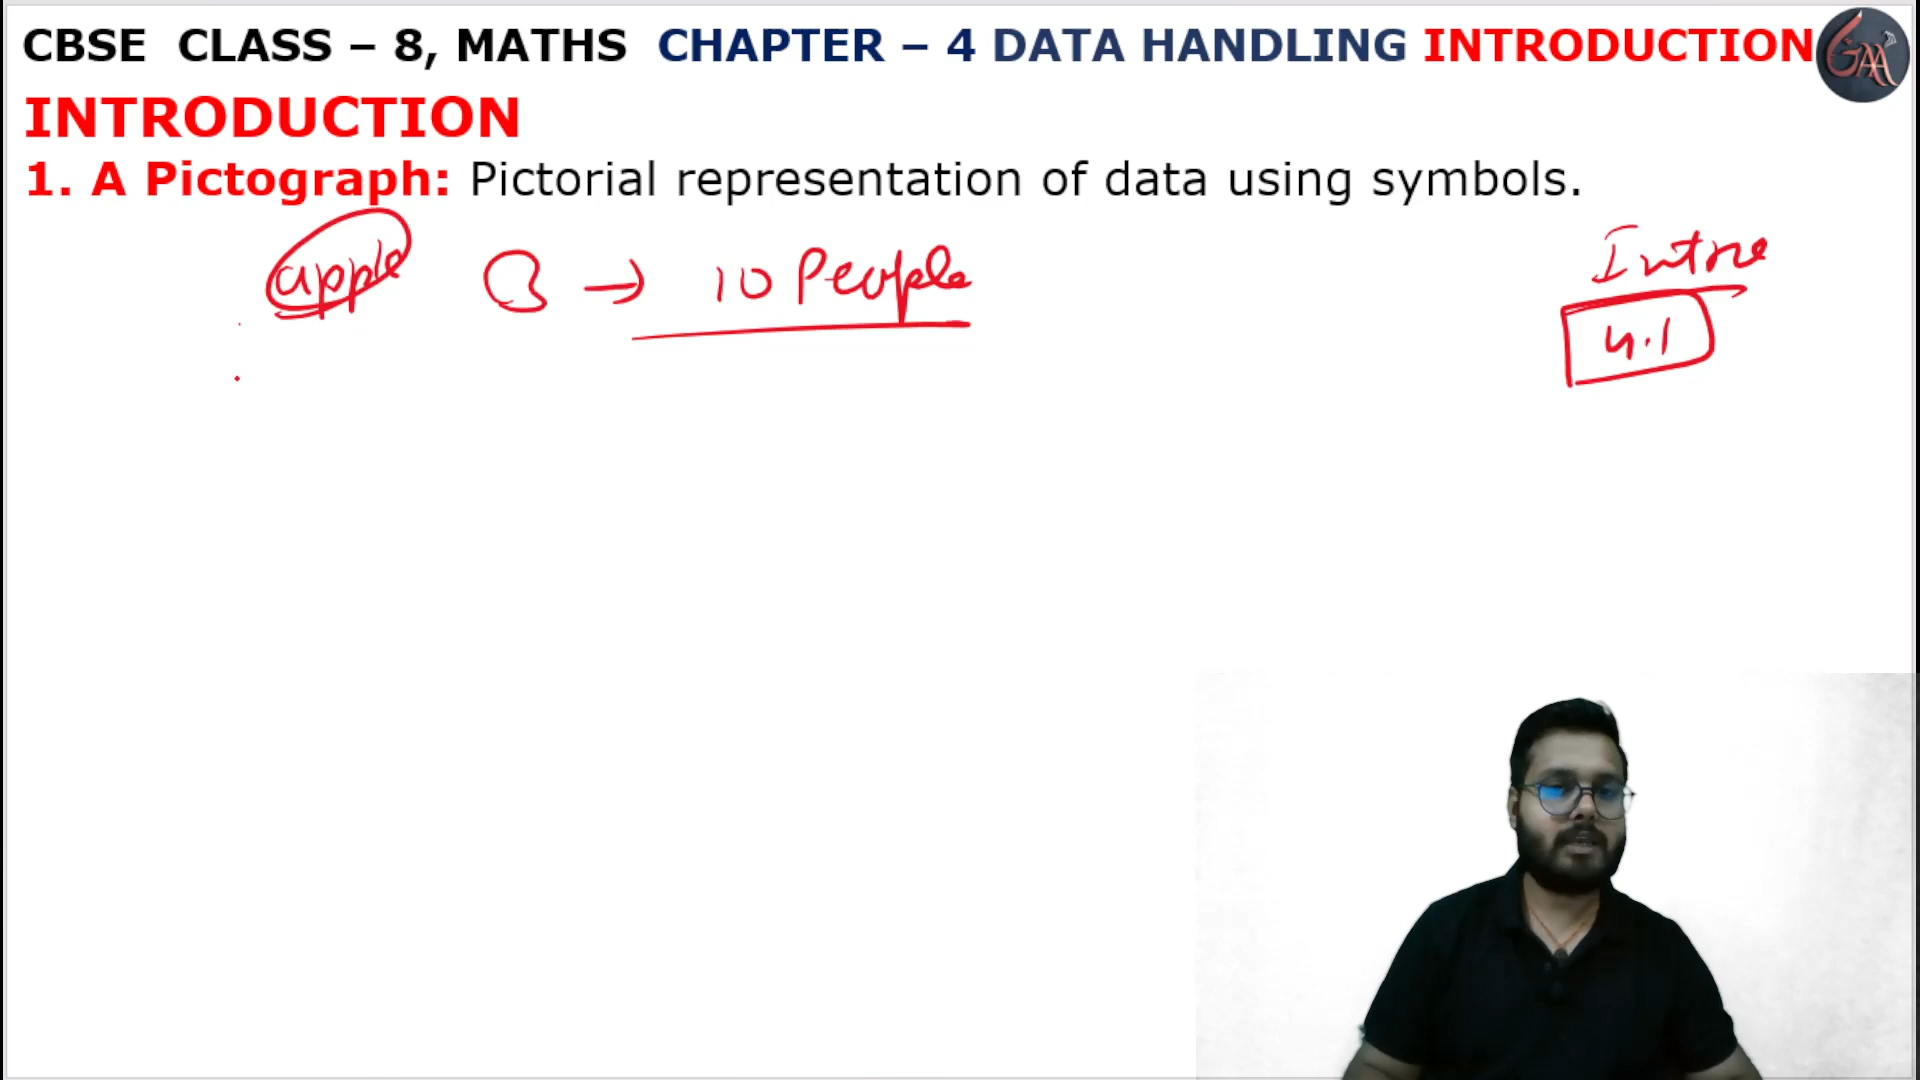 CBSE CLASS – 8, MATHS CHAPTER – 4 DATA HANDLING INTRODUCTION
INTRODUCTION
1. A Pictograph: Pictorial representation of data using symbols.
apple → 10 People
Intro
4.1